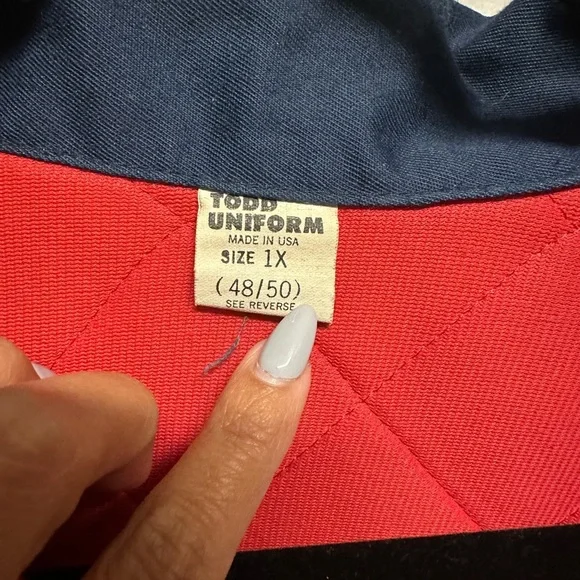 TODD
UNIFORM
MADE IN USA
SIZE 1X
(48/50)
SEE REVERSE